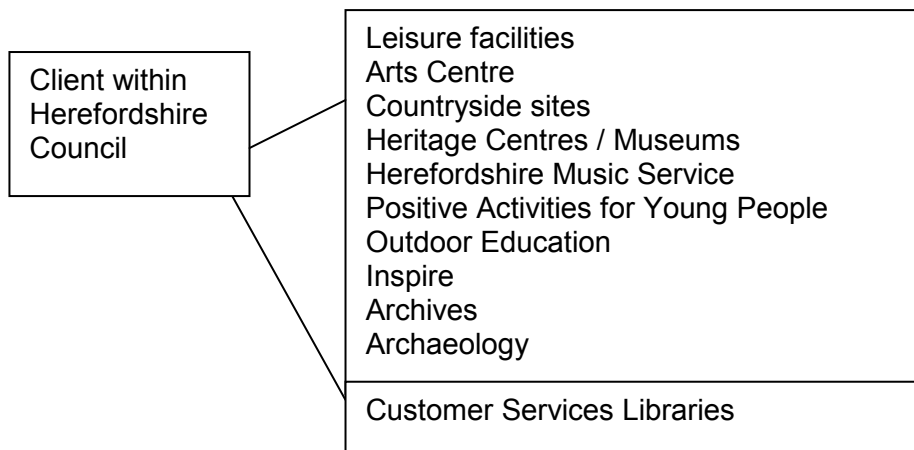 Client within
Herefordshire
Council
Leisure facilities
Arts Centre
Countryside sites
Heritage Centres / Museums
Herefordshire Music Service
Positive Activities for Young People
Outdoor Education
Inspire
Archives
Archaeology
Customer Services Libraries